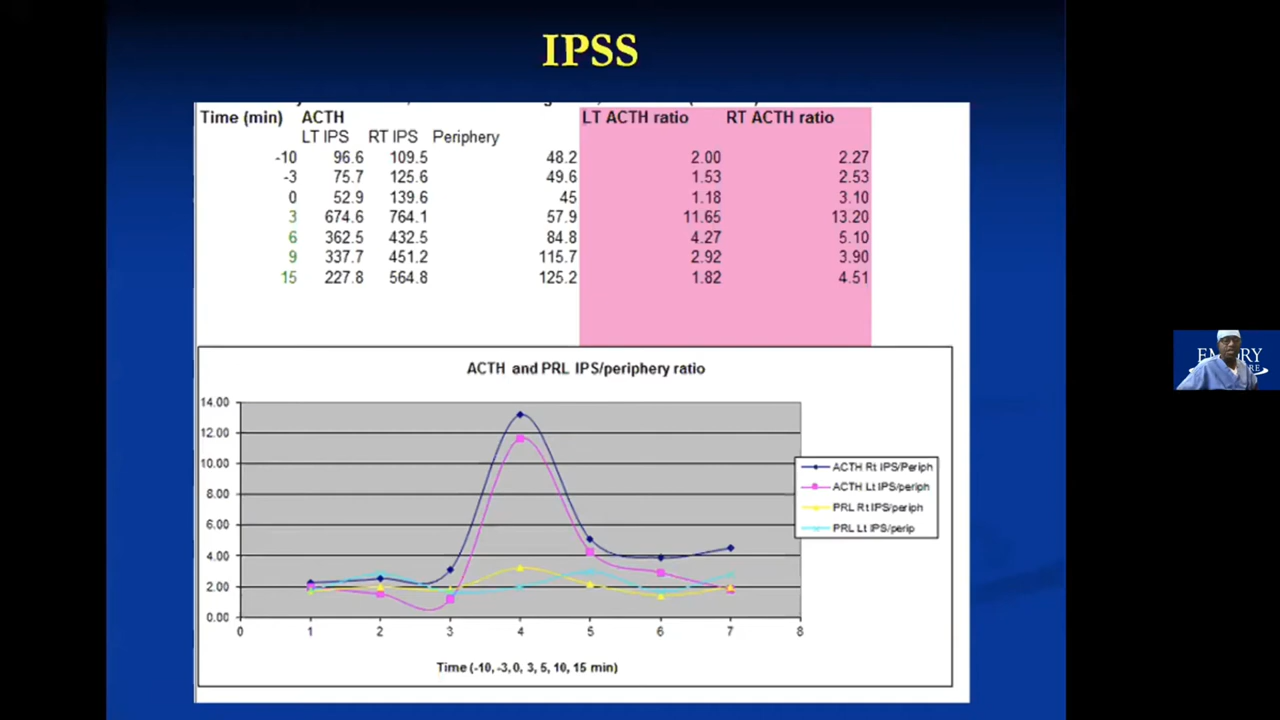 IPSS
Time (min) ACTH LT ACTH ratio RT ACTH ratio
LT IPS RT IPS Periphery
-10 96.6 109.5 48.2 2.00 2.27
-3 75.7 125.6 49.6 1.53 2.53
0 52.9 139.6 45 1.18 3.10
3 674.6 764.1 57.9 11.65 13.20
6 362.5 432.5 84.8 4.27 5.10
9 337.7 451.2 115.7 2.92 3.90
15 227.8 564.8 125.2 1.82 4.51
ACTH and PRL IPS/periphery ratio
14.00
12.00
10.00
8.00
6.00
4.00
2.00
0.00
0 1 2 3 4 5 6 7 8
Time (-10, -3, 0, 3, 5, 10, 15 min)
ACTH Rt IPS/Periph
ACTH Lt IPS/periph
PRL Rt IPS/periph
PRL Lt IPS/perip